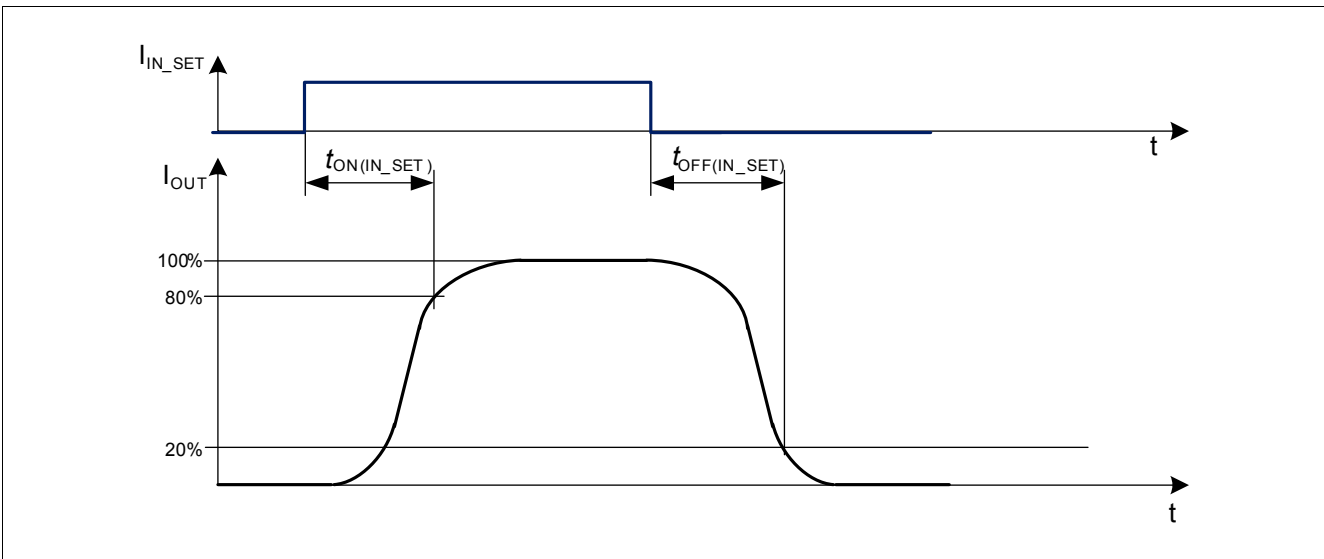 I_IN_SET
t
t_ON(IN_SET)
t_OFF(IN_SET)
I_OUT
100%
80%
20%
t